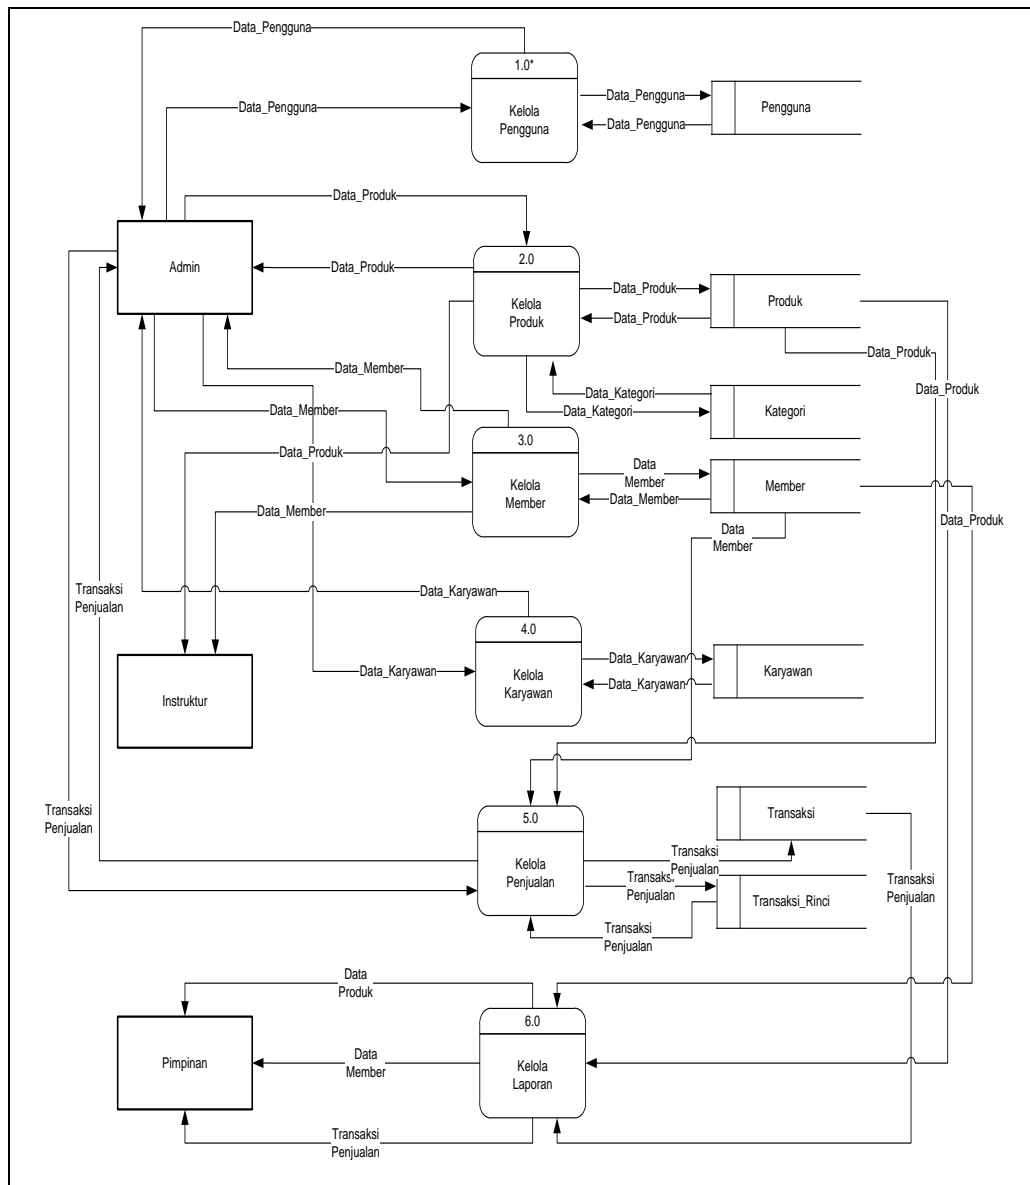 Data_Pengguna
1.0*
Kelola
Pengguna
Data_Pengguna
Data_Pengguna
Data_Pengguna
Pengguna
Data_Produk
Admin
2.0
Kelola
Produk
Data_Produk
Data_Produk
Data_Produk
Produk
Data_Produk
Data_Produk
Data_Member
Data_Kategori
Data_Kategori
Kategori
Data_Member
3.0
Kelola
Member
Data_Produk
Data
Member
Data_Member
Member
Data_Member
Data_Produk
Data
Member
Transaksi
Penjualan
Data_Karyawan
4.0
Kelola
Karyawan
Data_Karyawan
Data_Karyawan
Data_Karyawan
Karyawan
Instruktur
Transaksi
Penjualan
5.0
Kelola
Penjualan
Transaksi
Transaksi
Penjualan
Transaksi
Penjualan
Transaksi_Rinci
Transaksi
Penjualan
Transaksi
Penjualan
Data
Produk
6.0
Kelola
Laporan
Pimpinan
Data
Member
Transaksi
Penjualan